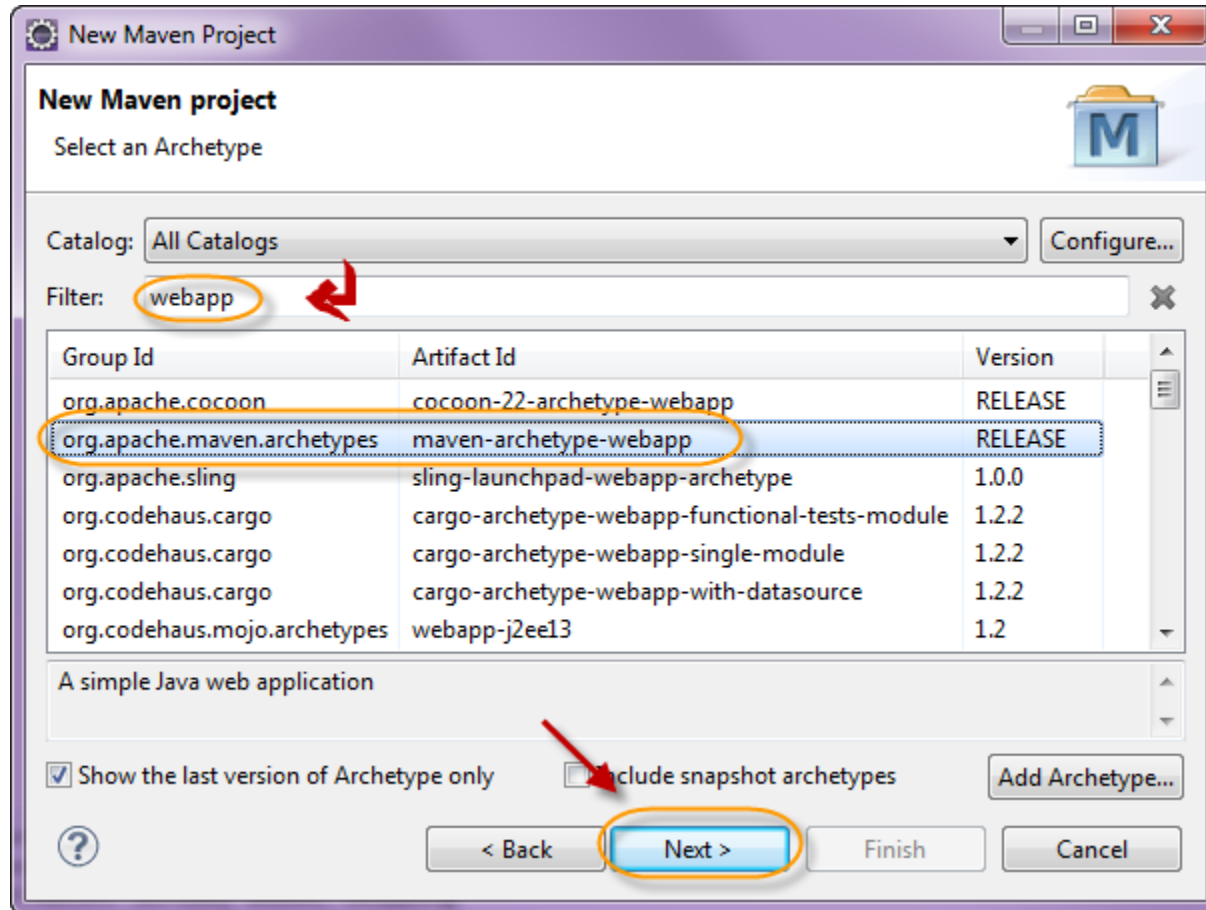 New Maven Project
New Maven project
Select an Archetype
M
Catalog: All Catalogs Configure...
Filter: webapp
Group Id Artifact Id Version
org.apache.cocoon cocoon-22-archetype-webapp RELEASE
org.apache.maven.archetypes maven-archetype-webapp RELEASE
org.apache.sling sling-launchpad-webapp-archetype 1.0.0
org.codehaus.cargo cargo-archetype-webapp-functional-tests-module 1.2.2
org.codehaus.cargo cargo-archetype-webapp-single-module 1.2.2
org.codehaus.cargo cargo-archetype-webapp-with-datasource 1.2.2
org.codehaus.mojo.archetypes webapp-j2ee13 1.2
A simple Java web application
Show the last version of Archetype only Include snapshot archetypes Add Archetype...
? < Back Next > Finish Cancel